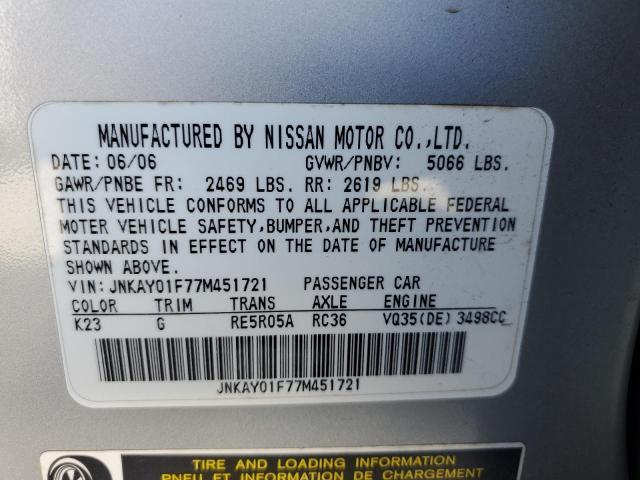 MANUFACTURED BY NISSAN MOTOR CO.,LTD.
DATE: 06/06 GVWR/PNBV: 5066 LBS.
GAWR/PNBE FR: 2469 LBS. RR: 2619 LBS.
THIS VEHICLE CONFORMS TO ALL APPLICABLE FEDERAL
MOTER VEHICLE SAFETY,BUMPER,AND THEFT PREVENTION
STANDARDS IN EFFECT ON THE DATE OF MANUFACTURE
SHOWN ABOVE.
VIN: JNKAY01F77M451721 PASSENGER CAR
COLOR TRIM TRANS AXLE ENGINE
K23 G RE5R05A RC36 VQ35(DE) 3498CC
JNKAY01F77M451721
TIRE AND LOADING INFORMATION
PNEU ET INFORMATION DE CHARGEMENT